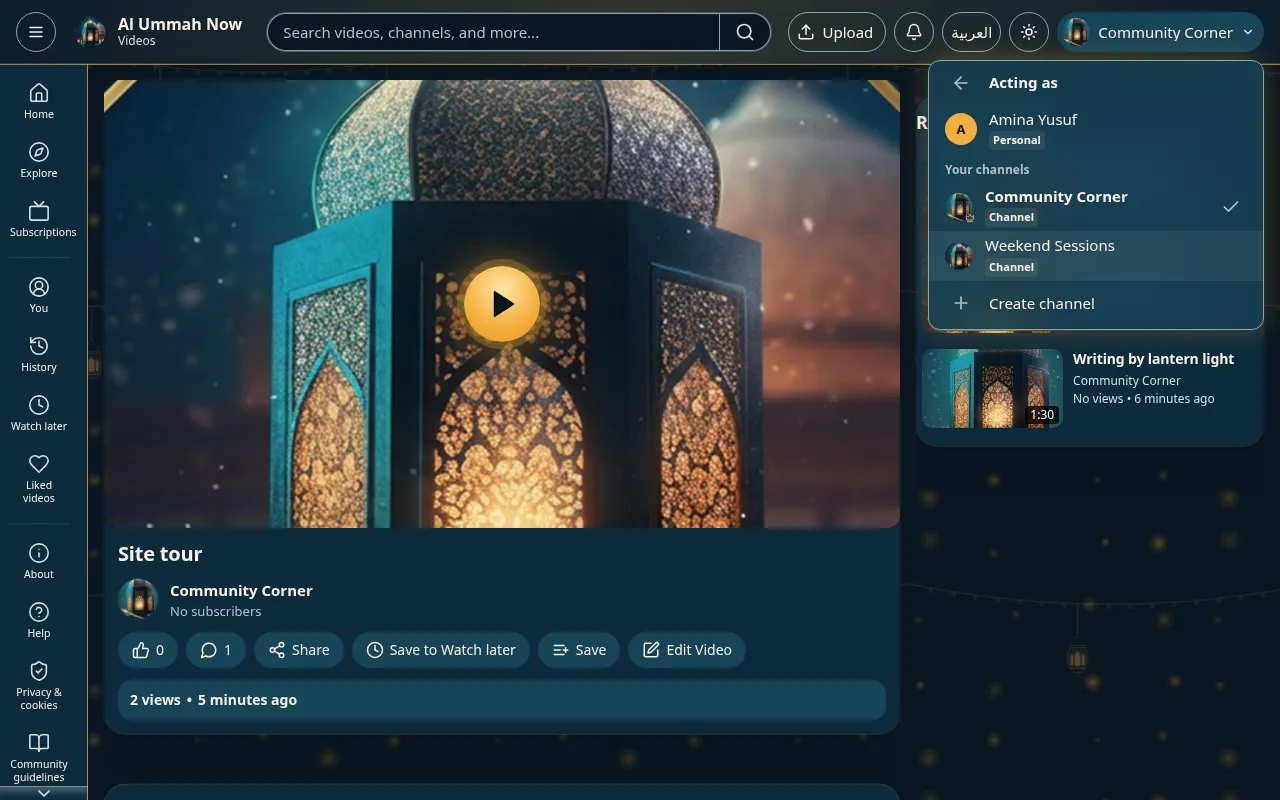 Al Ummah Now
Videos
Search videos, channels, and more...
Upload
العربية
Community Corner
Home
Explore
Subscriptions
You
History
Watch later
Liked
videos
About
Help
Privacy &
cookies
Community
guidelines
Acting as
A
Amina Yusuf
Personal
Your channels
Community Corner
Channel
Weekend Sessions
Channel
Create channel
Writing by lantern light
Community Corner
No views • 6 minutes ago
1:30
Site tour
Community Corner
No subscribers
0
1
Share
Save to Watch later
Save
Edit Video
2 views • 5 minutes ago